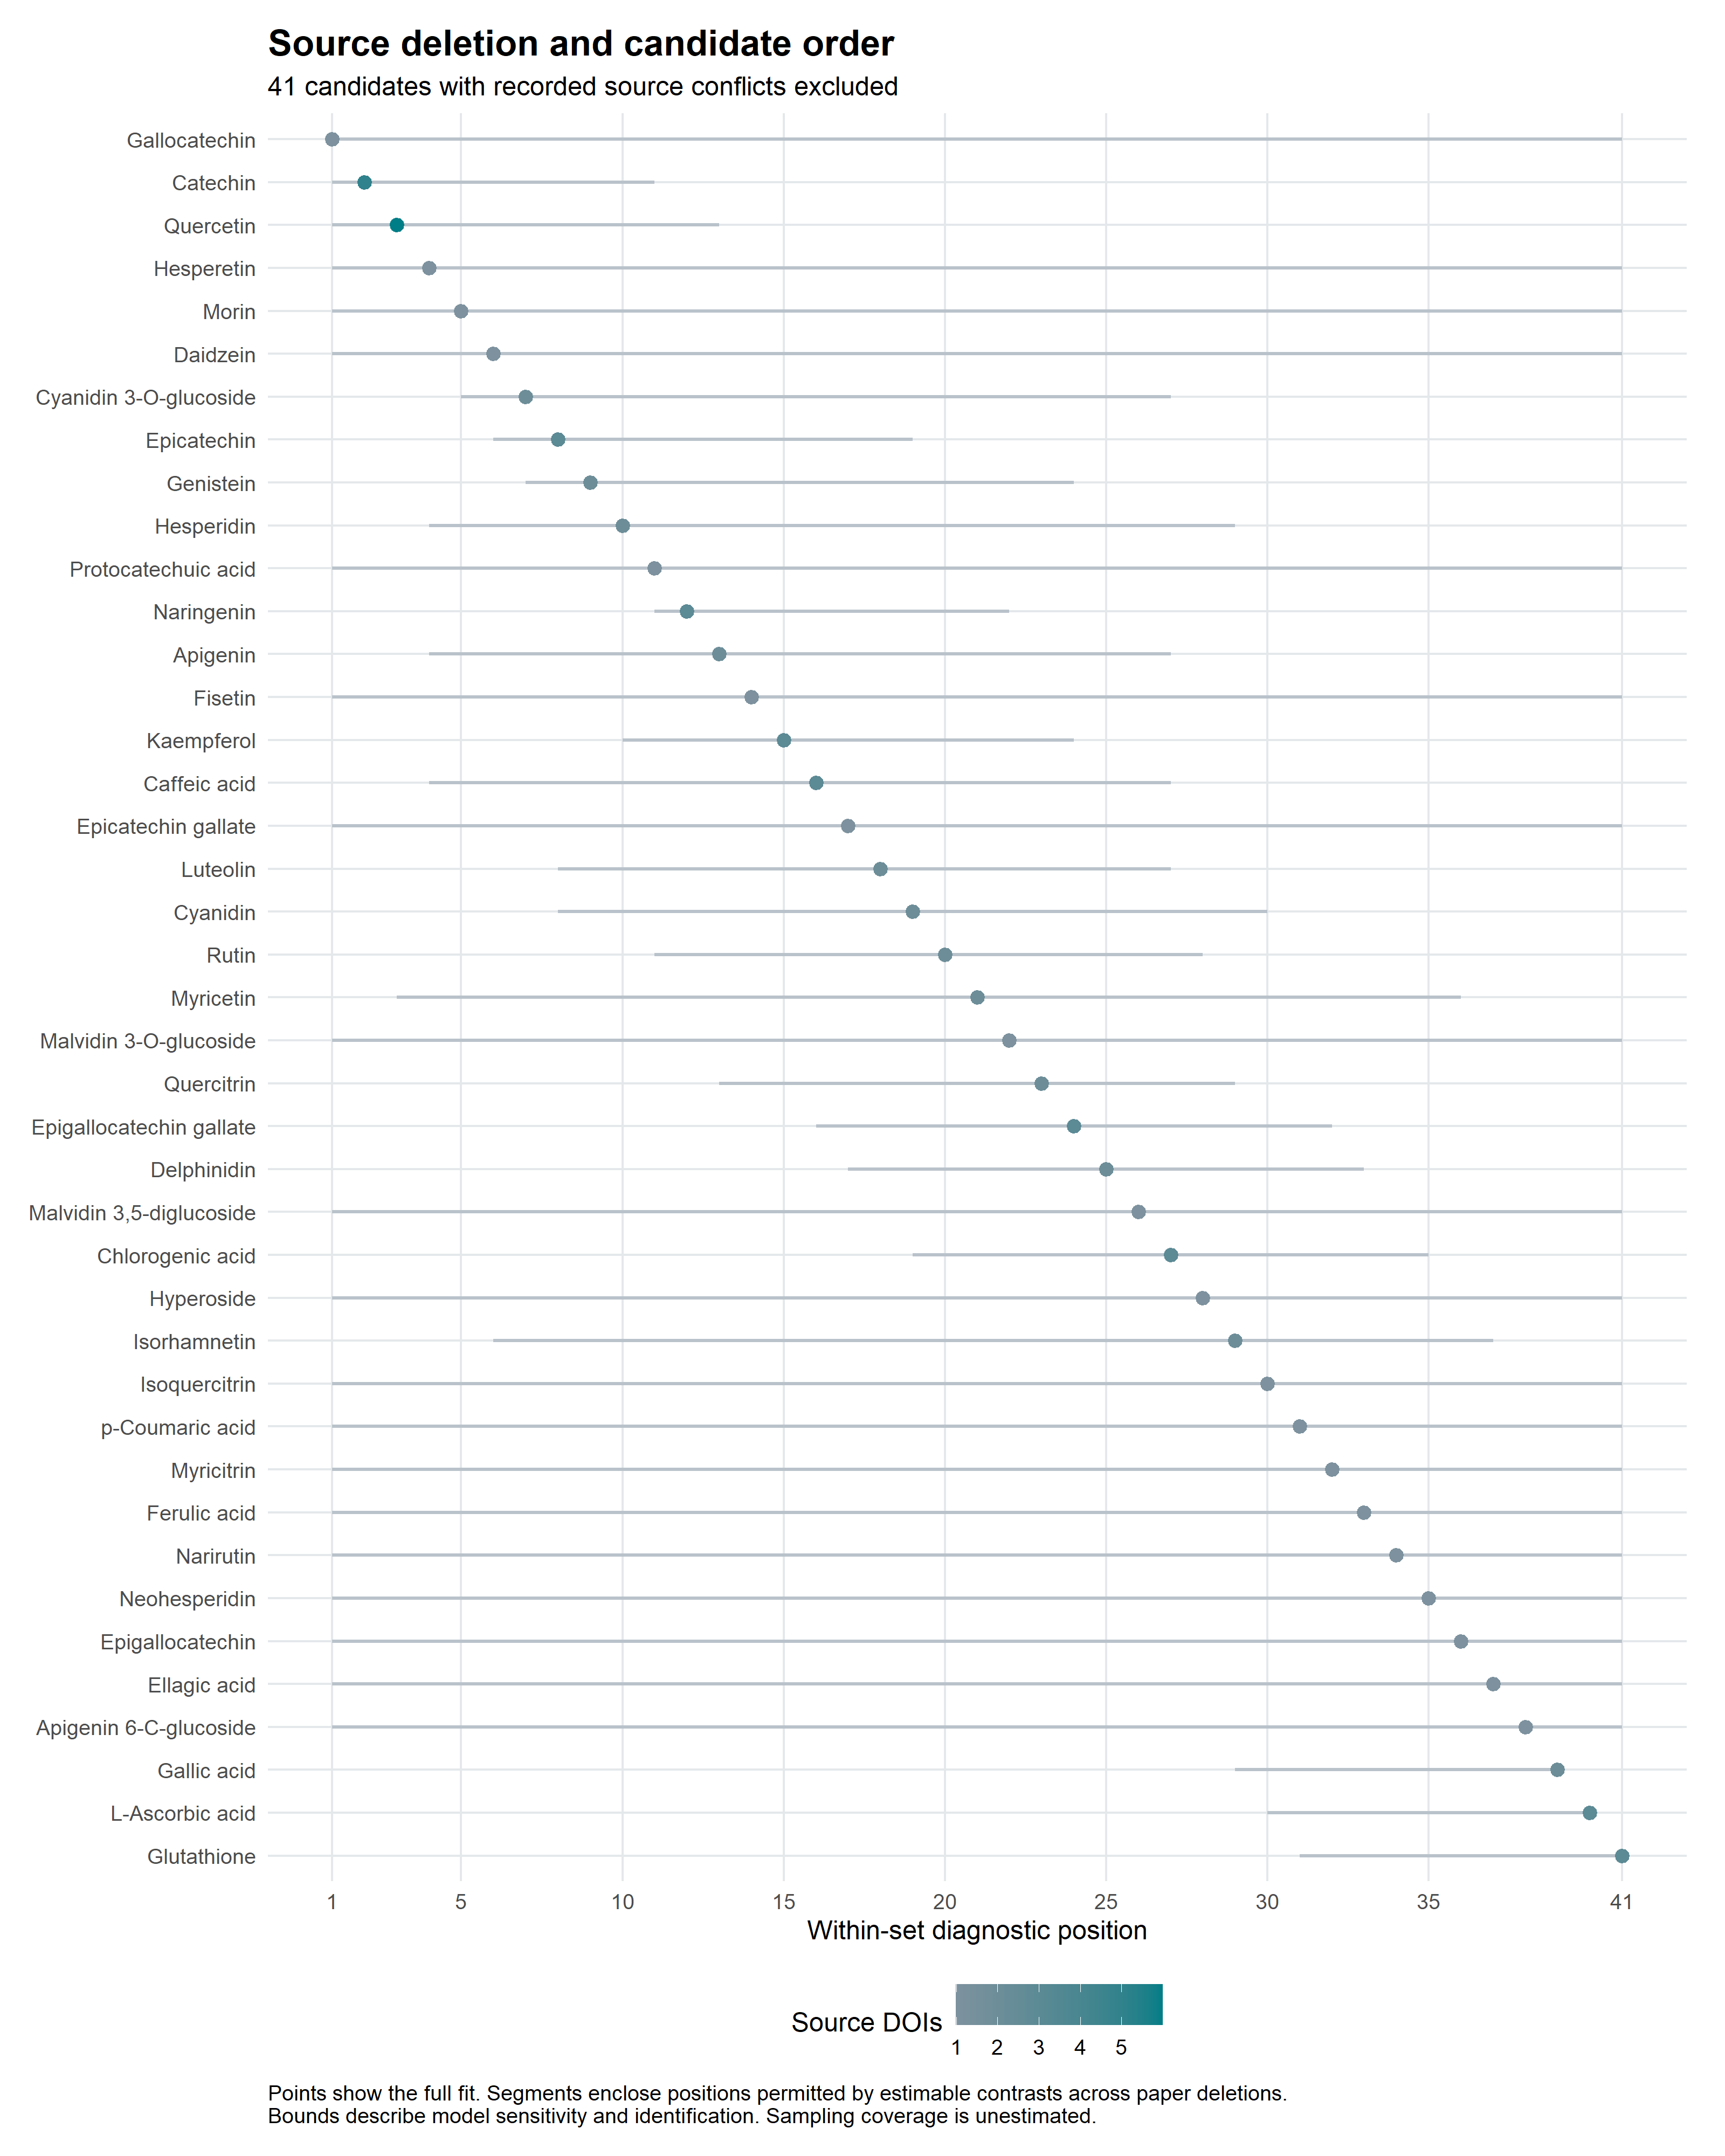 Source deletion and candidate order
41 candidates with recorded source conflicts excluded
Gallocatechin
Catechin
Quercetin
Hesperetin
Morin
Daidzein
Cyanidin 3-O-glucoside
Epicatechin
Genistein
Hesperidin
Protocatechuic acid
Naringenin
Apigenin
Fisetin
Kaempferol
Caffeic acid
Epicatechin gallate
Luteolin
Cyanidin
Rutin
Myricetin
Malvidin 3-O-glucoside
Quercitrin
Epigallocatechin gallate
Delphinidin
Malvidin 3,5-diglucoside
Chlorogenic acid
Hyperoside
Isorhamnetin
Isoquercitrin
p-Coumaric acid
Myricitrin
Ferulic acid
Narirutin
Neohesperidin
Epigallocatechin
Ellagic acid
Apigenin 6-C-glucoside
Gallic acid
L-Ascorbic acid
Glutathione
1 5 10 15 20 25 30 35 41
Within-set diagnostic position
Source DOIs
1 2 3 4 5
Points show the full fit. Segments enclose positions permitted by estimable contrasts across paper deletions.
Bounds describe model sensitivity and identification. Sampling coverage is unestimated.